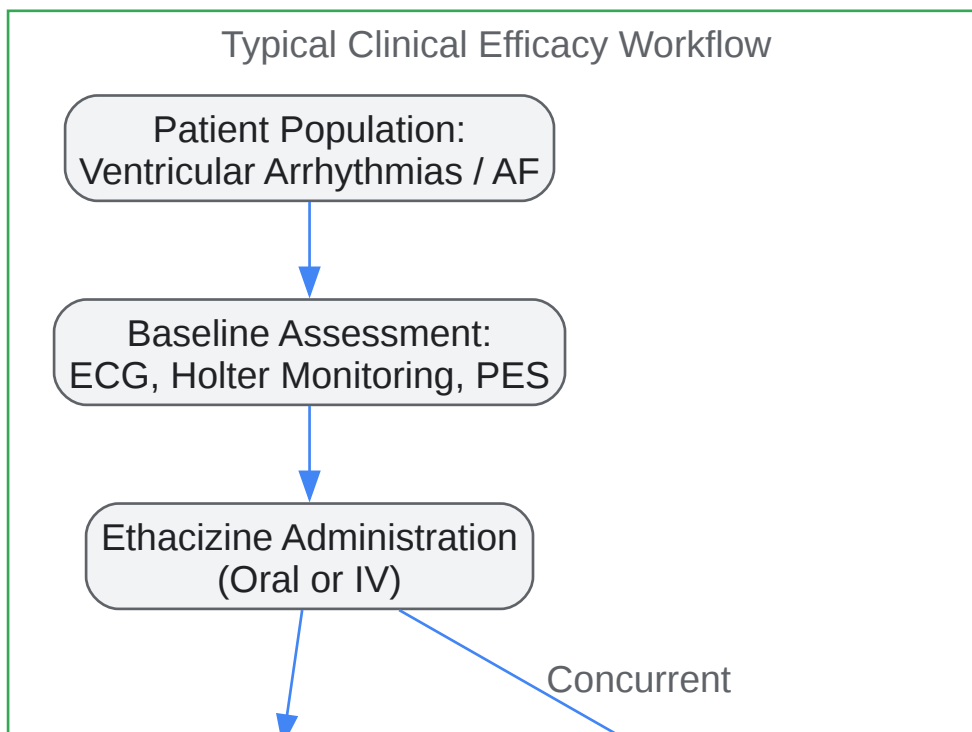 Typical Clinical Efficacy Workflow
Patient Population:
Ventricular Arrhythmias / AF
Baseline Assessment:
ECG, Holter Monitoring, PES
Ethacizine Administration
(Oral or IV)
Concurrent